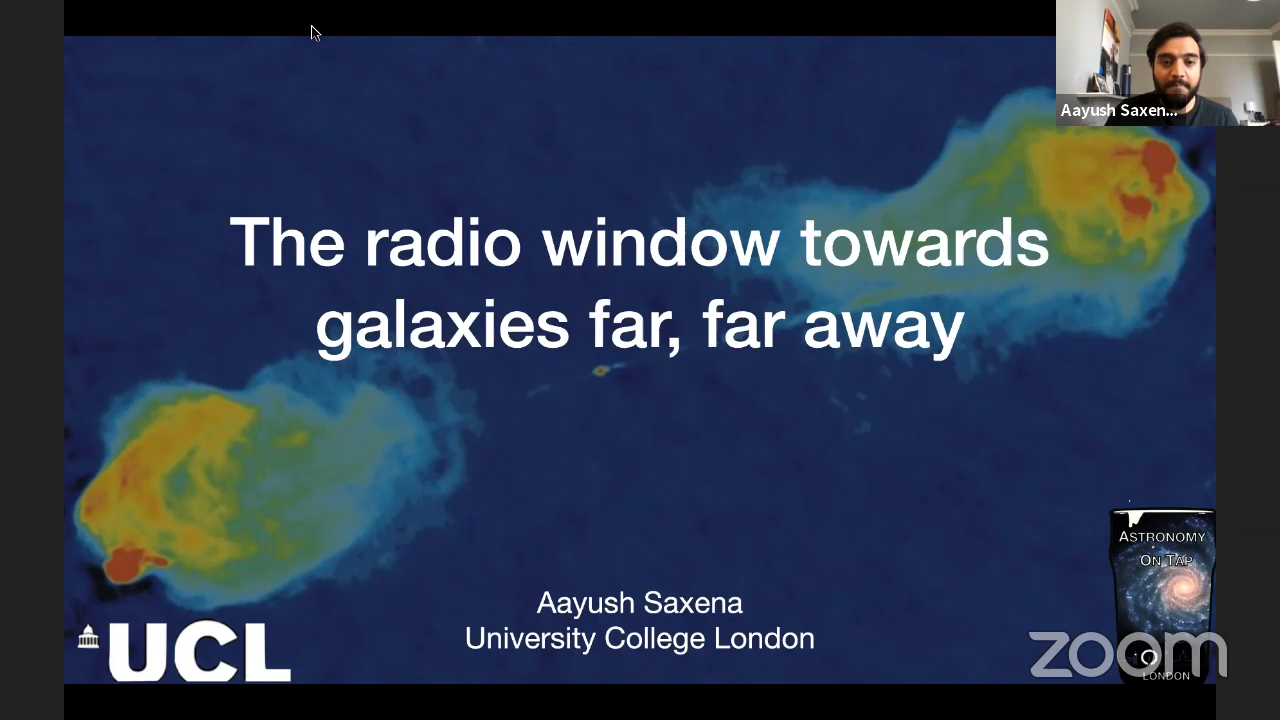 Aayush Saxen...
The radio window towards
galaxies far, far away
Aayush Saxena
University College London
UCL
ASTRONOMY
ON TAP
LONDON
zoom